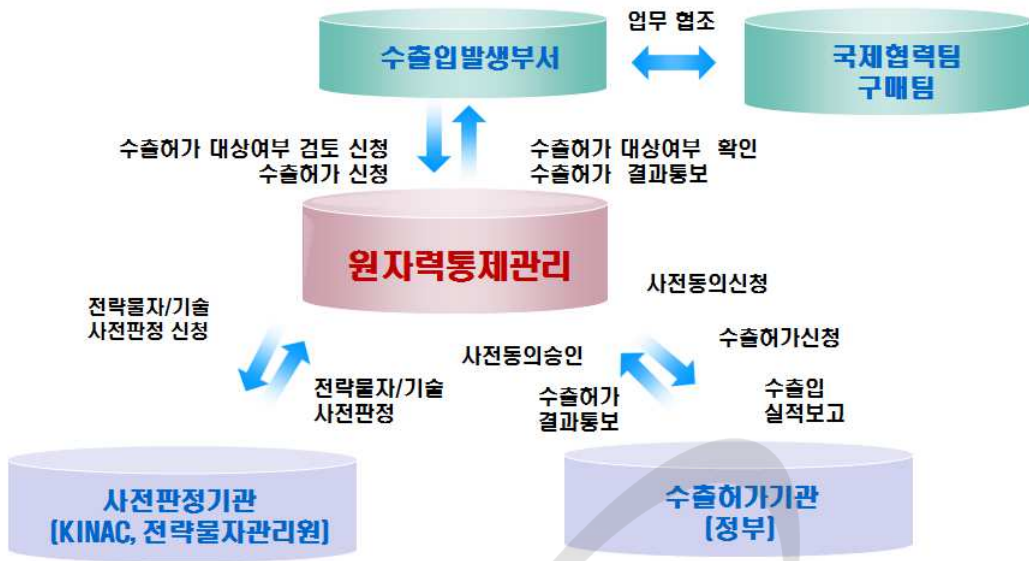 업무 협조
수출입발생부서
국제협력팀
구매팀
수출허가 대상여부 검토 신청
수출허가 신청
수출허가 대상여부 확인
수출허가 결과통보
원자력통제관리
전략물자/기술
사전판정 신청
전략물자/기술
사전판정
사전동의신청
수출허가신청
수출입
실적보고
사전동의승인
수출허가
결과통보
사전판정기관
(KINAC, 전략물자관리원)
수출허가기관
(정부)